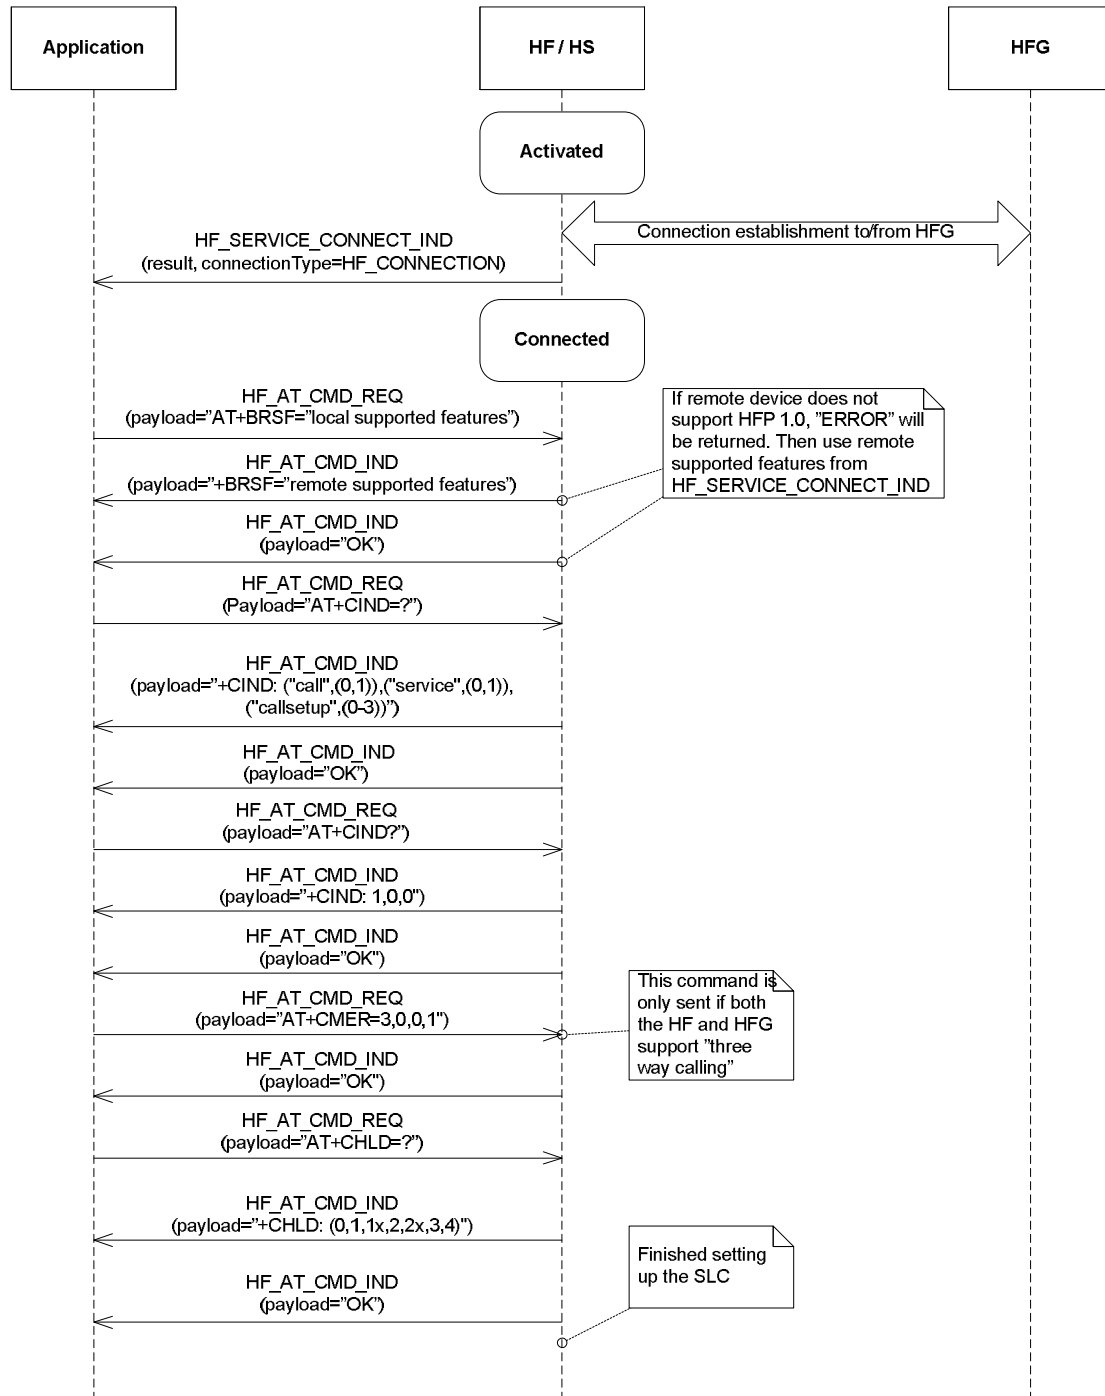 Application
HF / HS
HFG
Activated
Connection establishment to/from HFG
HF_SERVICE_CONNECT_IND
(result, connectionType=HF_CONNECTION)
Connected
HF_AT_CMD_REQ
(payload=”AT+BRSF=”local supported features”)
If remote device does not
support HFP 1.0, ”ERROR” will
be returned. Then use remote
supported features from
HF_SERVICE_CONNECT_IND
HF_AT_CMD_IND
(payload=”+BRSF=”remote supported features”)
HF_AT_CMD_IND
(payload=”OK”)
HF_AT_CMD_REQ
(Payload=”AT+CIND=?”)
HF_AT_CMD_IND
(payload=”+CIND: ("call",(0,1)),("service",(0,1)),
("callsetup",(0-3))”)
HF_AT_CMD_IND
(payload=”OK”)
HF_AT_CMD_REQ
(payload=”AT+CIND?”)
HF_AT_CMD_IND
(payload=”+CIND: 1,0,0")
HF_AT_CMD_IND
(payload=”OK")
HF_AT_CMD_REQ
(payload=”AT+CMER=3,0,0,1")
This command is
only sent if both
the HF and HFG
support ”three
way calling”
HF_AT_CMD_IND
(payload=”OK")
HF_AT_CMD_REQ
(payload=”AT+CHLD=?”)
HF_AT_CMD_IND
(payload=”+CHLD: (0,1,1x,2,2x,3,4)")
Finished setting
up the SLC
HF_AT_CMD_IND
(payload=”OK”)